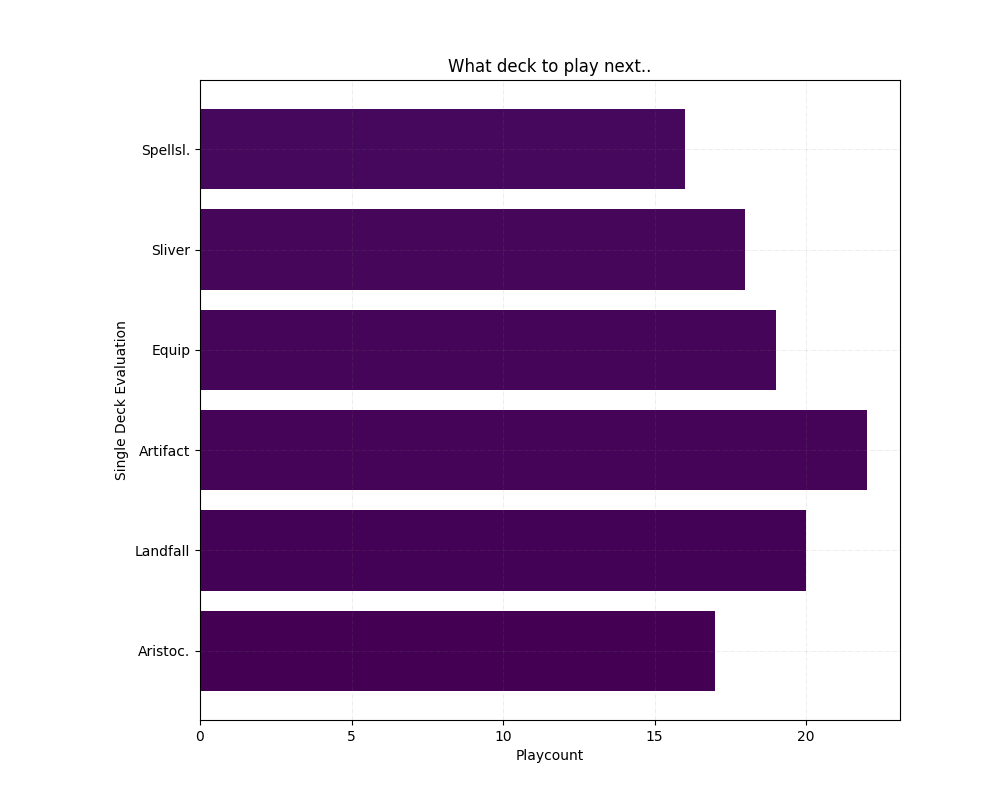 What deck to play next..
Single Deck Evaluation
Spellsl.
Sliver
Equip
Artifact
Landfall
Aristoc.
0 5 10 15 20
Playcount